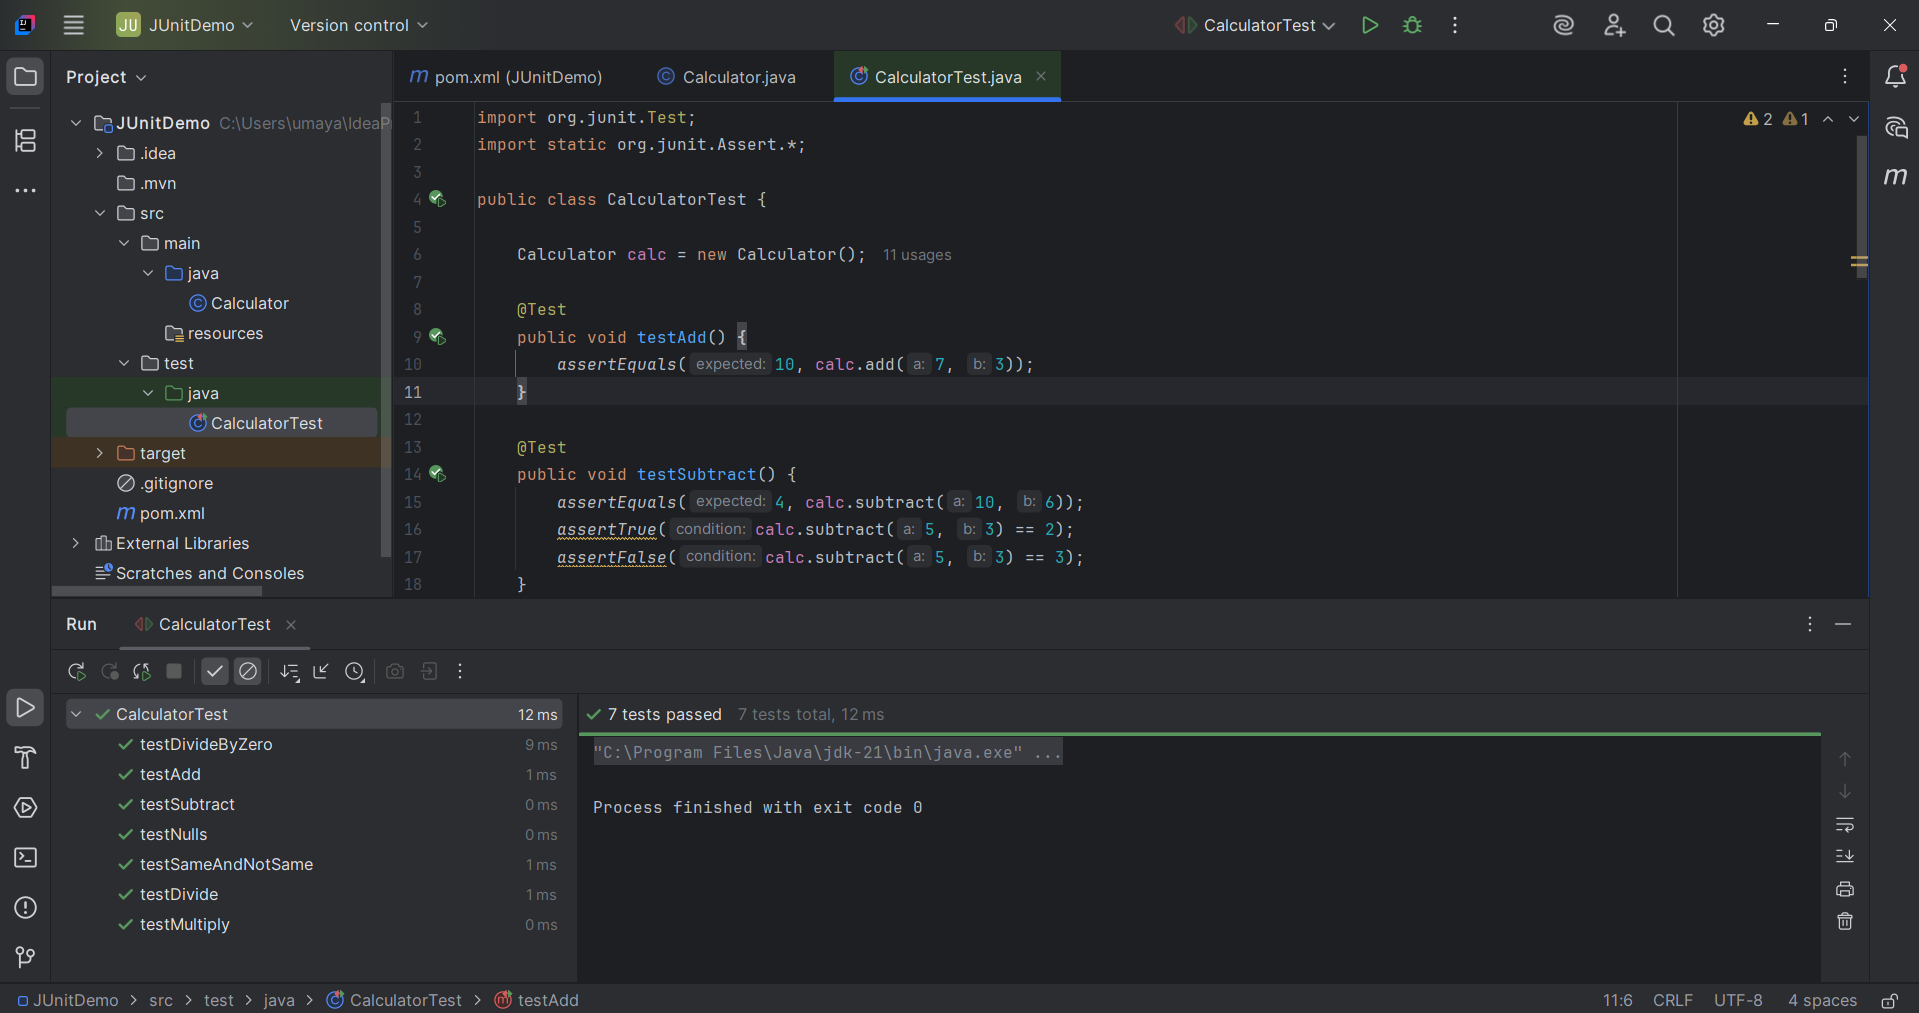 JU JUnitDemo Version control CalculatorTest
Project
JUnitDemo C:\Users\umaya\IdeaP
.idea
.mvn
src
main
java
Calculator
resources
test
java
CalculatorTest
target
.gitignore
pom.xml
External Libraries
Scratches and Consoles
pom.xml (JUnitDemo) Calculator.java CalculatorTest.java
2 1
1 import org.junit.Test;
2 import static org.junit.Assert.*;
3
4 public class CalculatorTest {
5
6 Calculator calc = new Calculator(); 11 usages
7
8 @Test
9 public void testAdd() {
10 assertEquals( expected: 10, calc.add( a: 7, b: 3));
11 }
12
13 @Test
14 public void testSubtract() {
15 assertEquals( expected: 4, calc.subtract( a: 10, b: 6));
16 assertTrue( condition: calc.subtract( a: 5, b: 3) == 2);
17 assertFalse( condition: calc.subtract( a: 5, b: 3) == 3);
18 }
Run CalculatorTest
CalculatorTest 12 ms
testDivideByZero 9 ms
testAdd 1 ms
testSubtract 0 ms
testNulls 0 ms
testSameAndNotSame 1 ms
testDivide 1 ms
testMultiply 0 ms
7 tests passed 7 tests total, 12 ms
"C:\Program Files\Java\jdk-21\bin\java.exe" ...
Process finished with exit code 0
JUnitDemo > src > test > java > CalculatorTest > testAdd
11:6 CRLF UTF-8 4 spaces